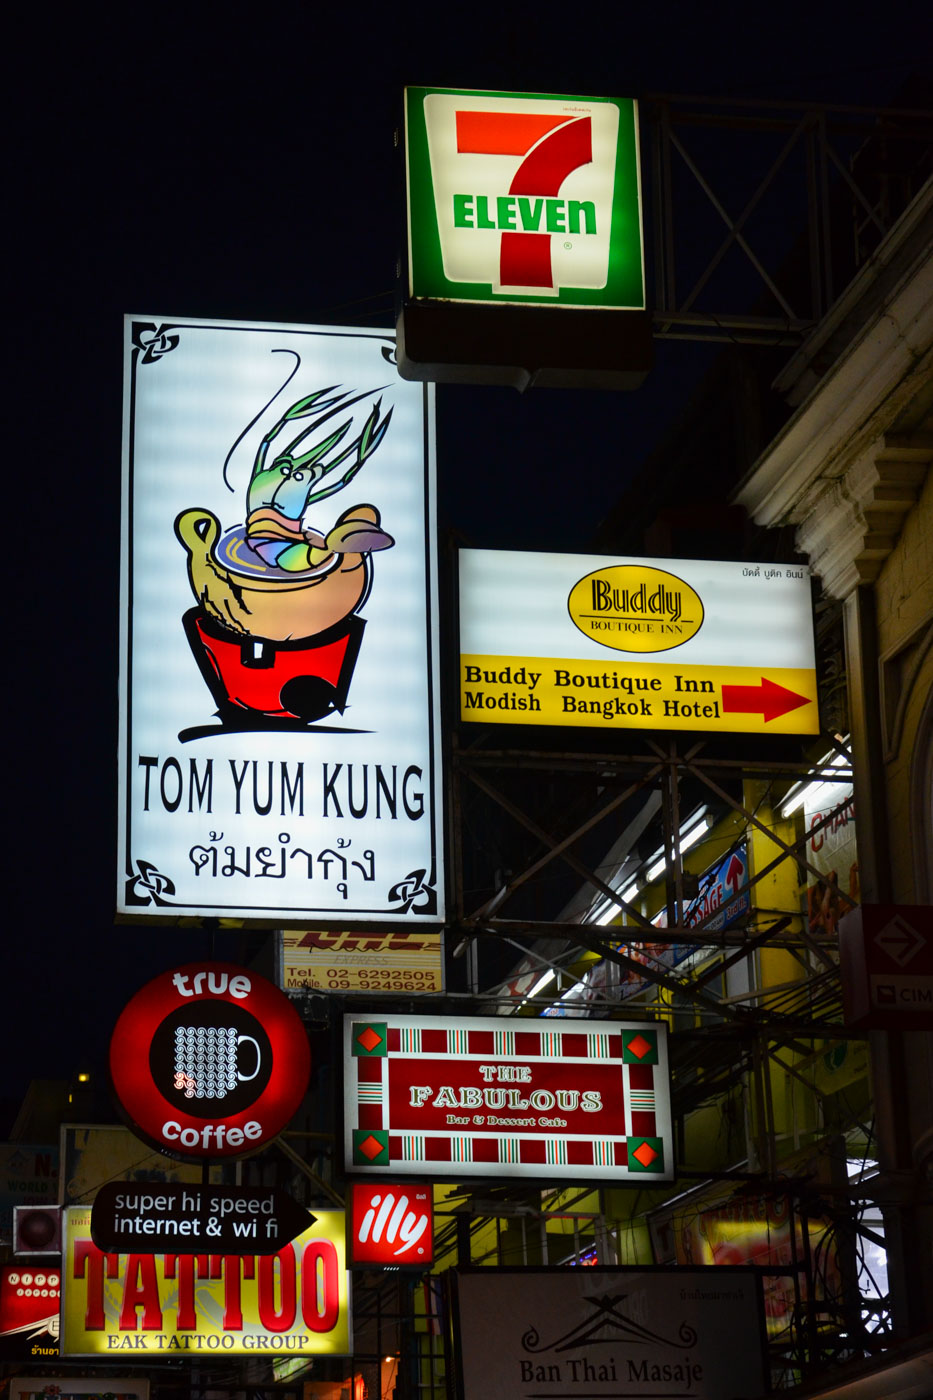 7
ELEVEn
®
TOM YUM KUNG
ต้มยำกุ้ง
บัดดี้ บูติค อินน์
Buddy
BOUTIQUE INN
Buddy Boutique Inn
Modish Bangkok Hotel
EXPRESS
Tel. 02-6292505
Mobile. 09-9249624
true
coffee
super hi speed
internet & wi fi
THE
FABULOUS
Bar & Dessert Cafe
illy
TATTOO
EAK TATTOO GROUP
Ban Thai Masaje
CIM